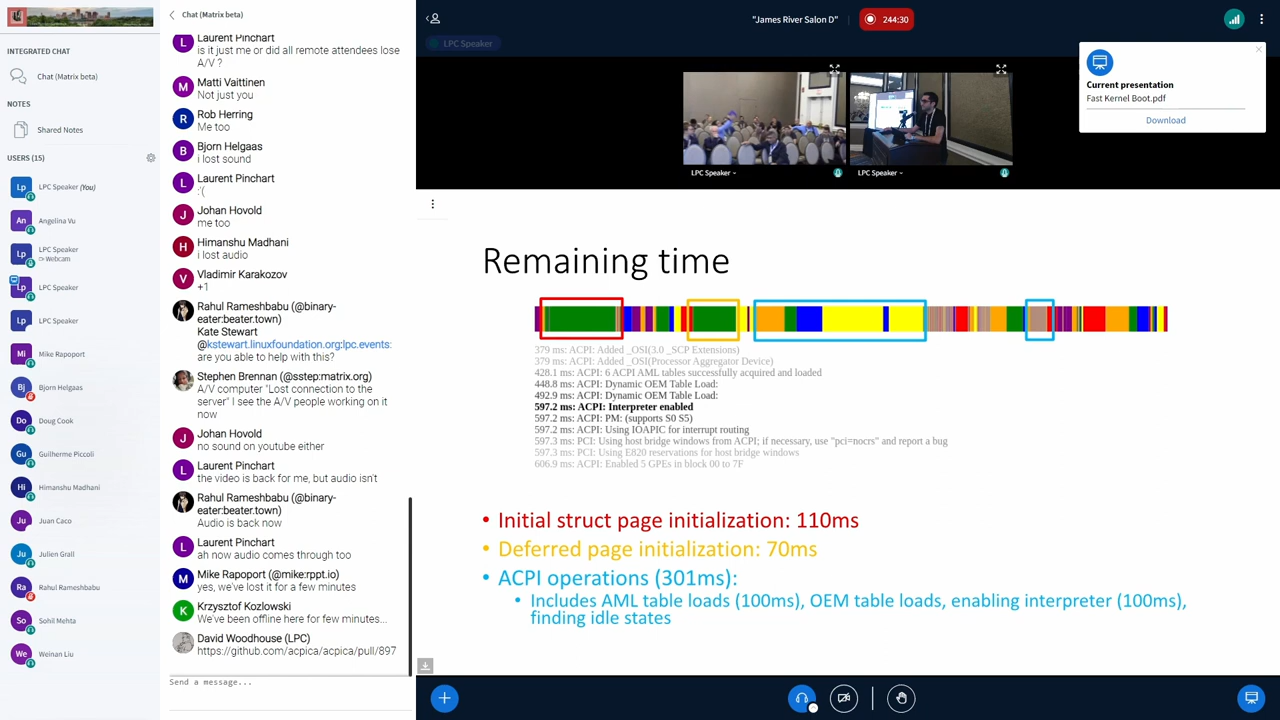 INTEGRATED CHAT
Chat (Matrix beta)
NOTES
Shared Notes
USERS (15)
Lp LPC Speaker (You)
An Angelina Vu
Lp LPC Speaker
Webcam
Lp LPC Speaker
Lp LPC Speaker
Mi Mike Rapoport
Bj Bjorn Helgaas
Do Doug Cook
Gu Guilherme Piccoli
Hi Himanshu Madhani
Ju Juan Caco
Ju Julien Grall
Ra Rahul Rameshbabu
So Sohil Mehta
We Weinan Liu
Chat (Matrix beta)
L Laurent Pinchart
is it just me or did all remote attendees lose
A/V ?
M Matti Vaittinen
Not just you
R Rob Herring
Me too
B Bjorn Helgaas
i lost sound
L Laurent Pinchart
:'(
J Johan Hovold
me too
H Himanshu Madhani
i lost audio
V Vladimir Karakozov
+1
Rahul Rameshbabu (@binary-
eater:beater.town)
Kate Stewart
@kstewart.linuxfoundation.org:lpc.events:
are you able to help with this?
Stephen Brennan (@sstep:matrix.org)
A/V computer "Lost connection to the
server" I see the A/V people working on it
now
J Johan Hovold
no sound on youtube either
L Laurent Pinchart
the video is back for me, but audio isn't
Rahul Rameshbabu (@binary-
eater:beater.town)
Audio is back now
L Laurent Pinchart
ah now audio comes through too
M Mike Rapoport (@mike:rppt.io)
yes, we've lost it for a few minutes
K Krzysztof Kozlowski
We've been offline here for few minutes...
David Woodhouse (LPC)
https://github.com/acpica/acpica/pull/897
Send a message...
"James River Salon D"
244:30
LPC Speaker
LPC Speaker
LPC Speaker
Current presentation
Fast Kernel Boot.pdf
Download
Remaining time
379 ms: ACPI: Added _OSI(3.0 _SCP Extensions)
379 ms: ACPI: Added _OSI(Processor Aggregator Device)
428.1 ms: ACPI: 6 ACPI AML tables successfully acquired and loaded
448.8 ms: ACPI: Dynamic OEM Table Load:
492.9 ms: ACPI: Dynamic OEM Table Load:
597.2 ms: ACPI: Interpreter enabled
597.2 ms: ACPI: PM: (supports S0 S5)
597.2 ms: ACPI: Using IOAPIC for interrupt routing
597.3 ms: PCI: Using host bridge windows from ACPI; if necessary, use "pci=nocrs" and report a bug
597.3 ms: PCI: Using E820 reservations for host bridge windows
606.9 ms: ACPI: Enabled 5 GPEs in block 00 to 7F
• Initial struct page initialization: 110ms
• Deferred page initialization: 70ms
• ACPI operations (301ms):
• Includes AML table loads (100ms), OEM table loads, enabling interpreter (100ms),
finding idle states